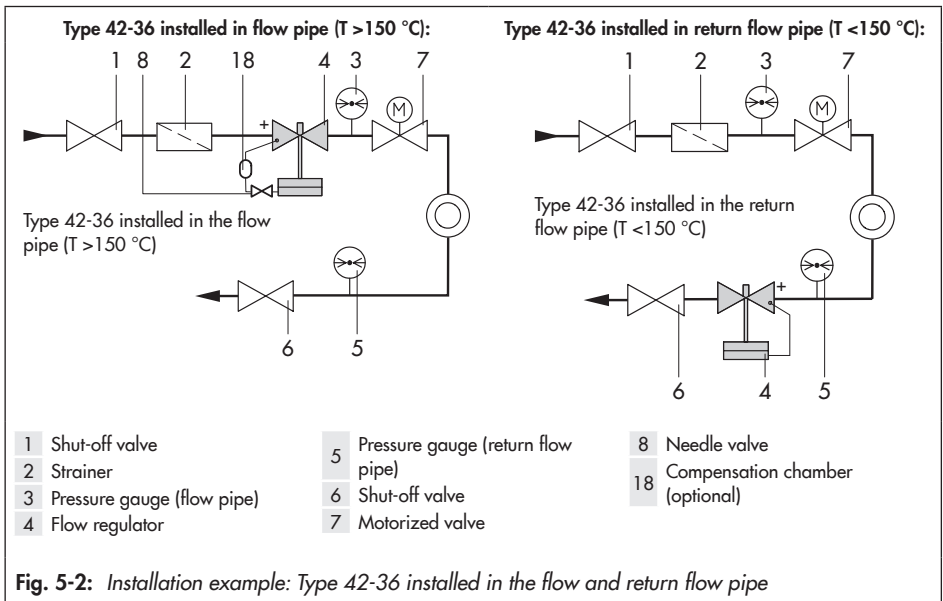 Type 42-36 installed in flow pipe (T >150 °C):
1 8 2 18 4 3 7
+
M
Type 42-36 installed in the flow
pipe (T >150 °C)
6 5
Type 42-36 installed in return flow pipe (T <150 °C):
1 2 3 7
M
Type 42-36 installed in the return
flow pipe (T <150 °C)
+
6 4 5
1 Shut-off valve
2 Strainer
3 Pressure gauge (flow pipe)
4 Flow regulator
5 Pressure gauge (return flow
pipe)
6 Shut-off valve
7 Motorized valve
8 Needle valve
18 Compensation chamber
(optional)
Fig. 5-2: Installation example: Type 42-36 installed in the flow and return flow pipe